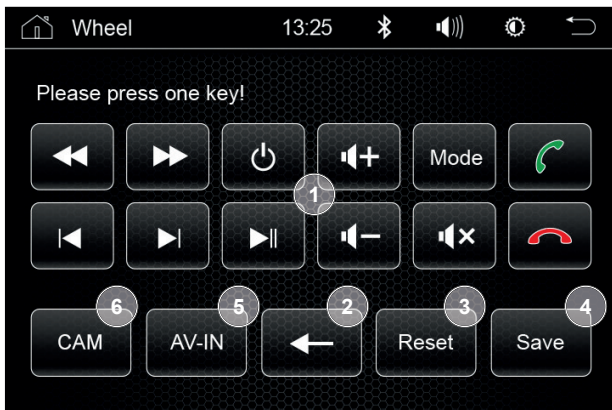 Wheel 13:25
Please press one key!
Mode
1
6 5 2 3 4
CAM AV-IN Reset Save